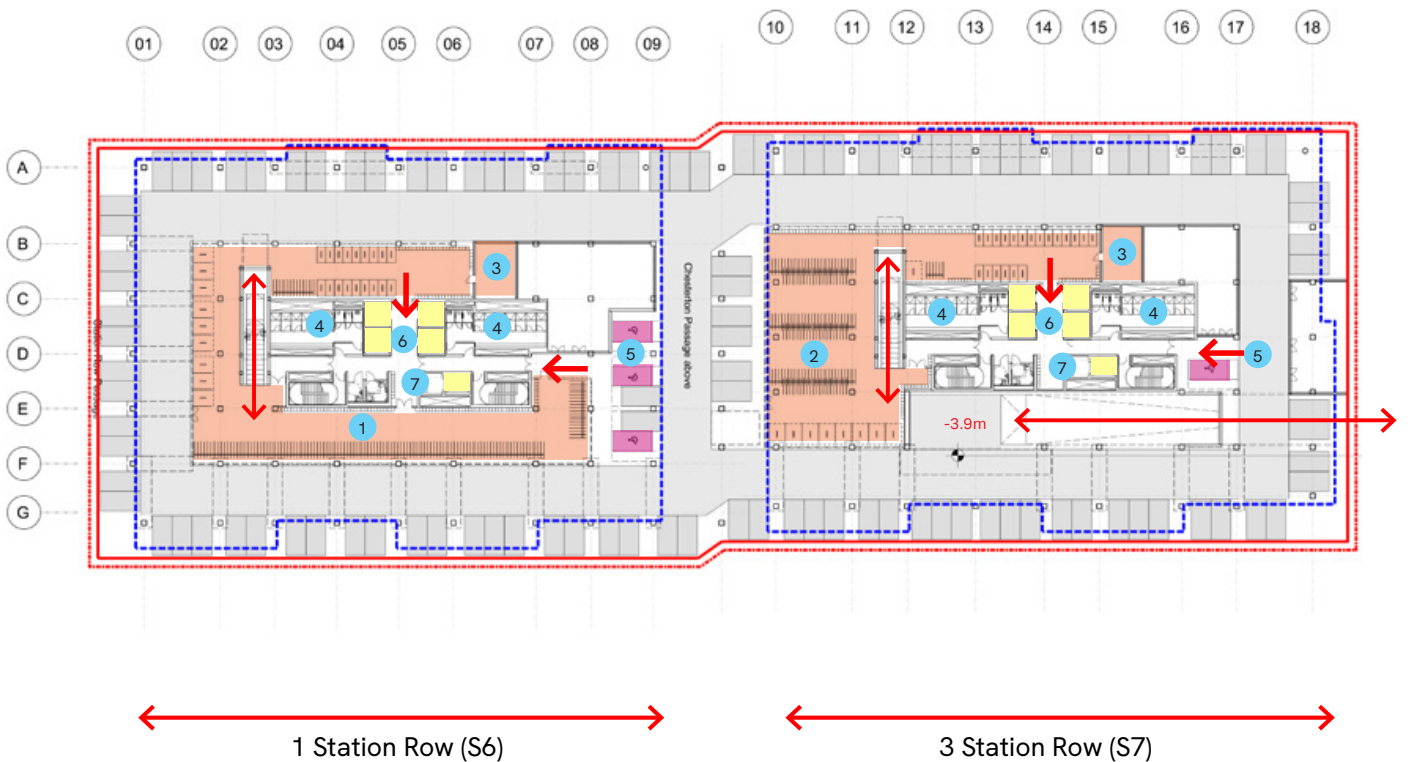 01 02 03 04 05 06 07 08 09 10 11 12 13 14 15 16 17 18
A
B
3 3
C
4 4 4 4
6 6
D
5 2 5
7 7
E
1 -3.9m
F
G
Chesterton Passage above
1 Station Row (S6) 3 Station Row (S7)